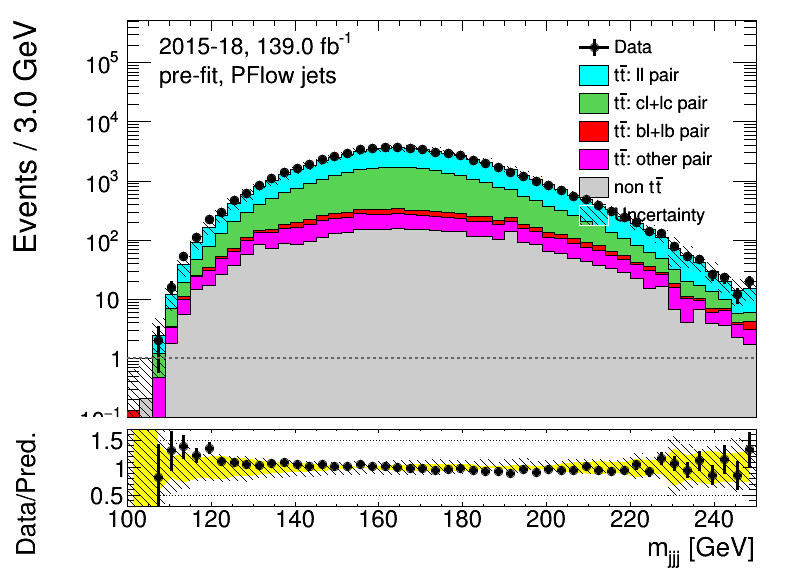 Events / 3.0 GeV
10⁵
10⁴
10³
10²
10
1
10⁻¹
2015-18, 139.0 fb⁻¹
pre-fit, PFlow jets
Data
tt̄: ll pair
tt̄: cl+lc pair
tt̄: bl+lb pair
tt̄: other pair
non tt̄
Uncertainty
Data/Pred.
1.5
1
0.5
100 120 140 160 180 200 220 240
mjjj [GeV]